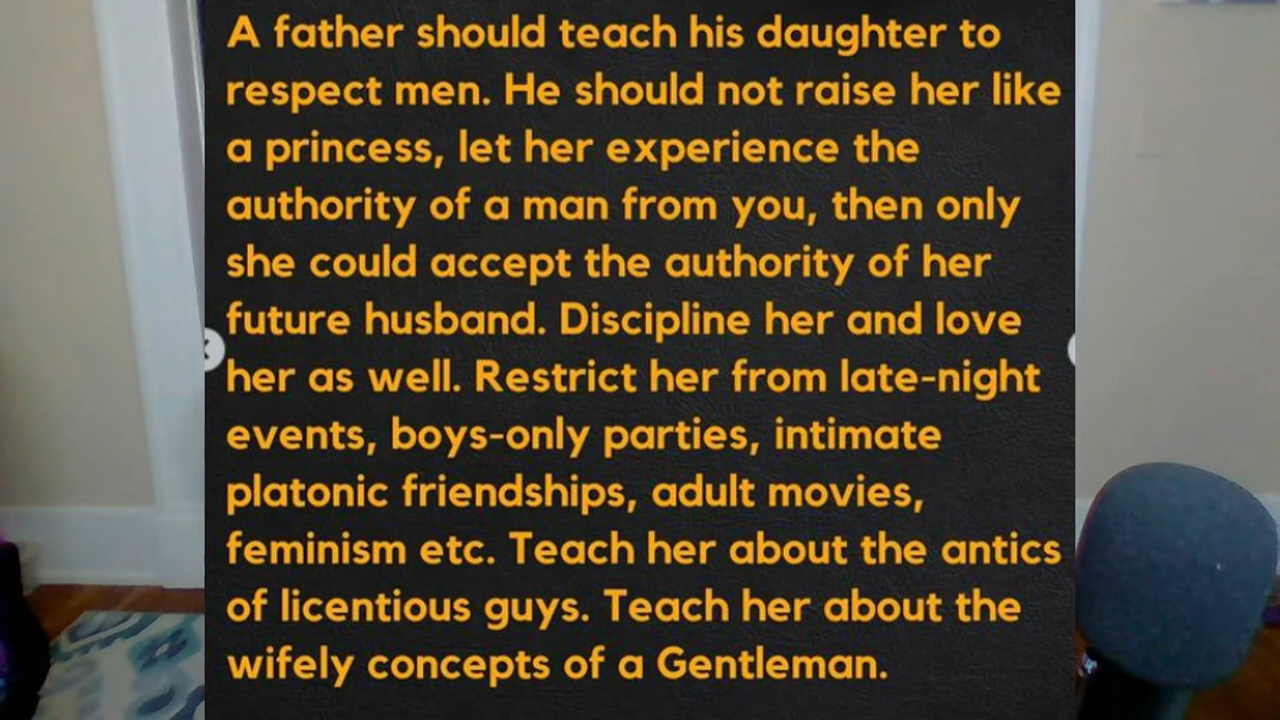 A father should teach his daughter to
respect men. He should not raise her like
a princess, let her experience the
authority of a man from you, then only
she could accept the authority of her
future husband. Discipline her and love
her as well. Restrict her from late-night
events, boys-only parties, intimate
platonic friendships, adult movies,
feminism etc. Teach her about the antics
of licentious guys. Teach her about the
wifely concepts of a Gentleman.